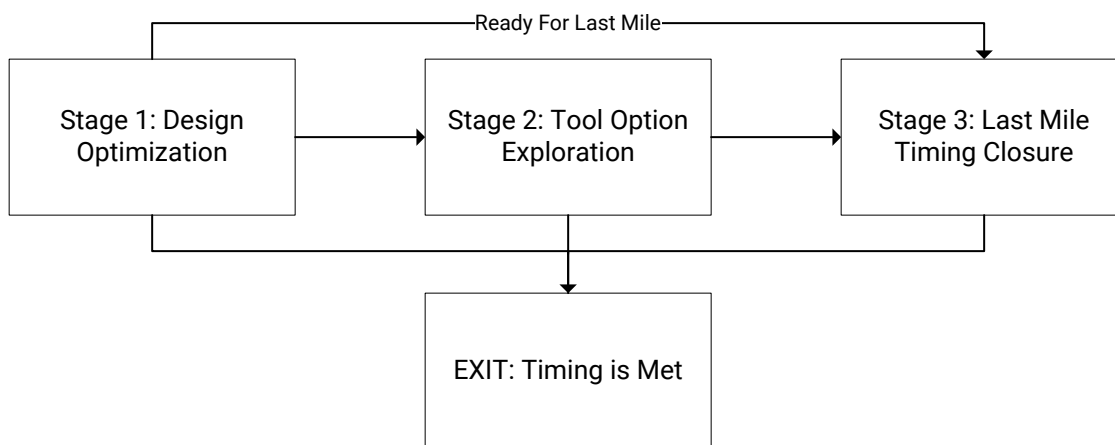 Ready For Last Mile
Stage 1: Design
Optimization
Stage 2: Tool Option
Exploration
Stage 3: Last Mile
Timing Closure
EXIT: Timing is Met